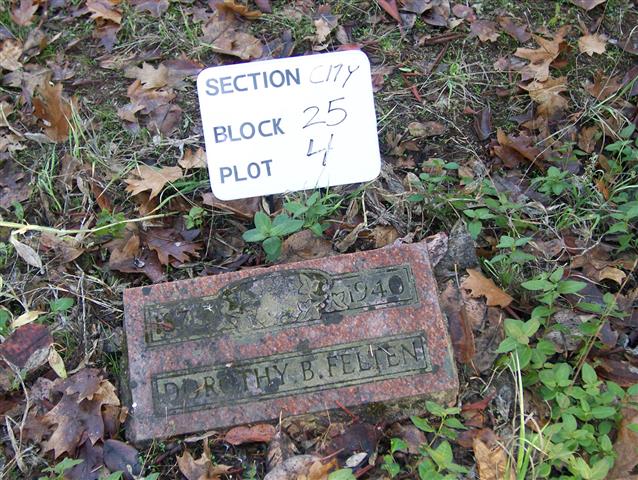 SECTION City
BLOCK 25
PLOT 4
1940
DOROTHY B. FELTEN